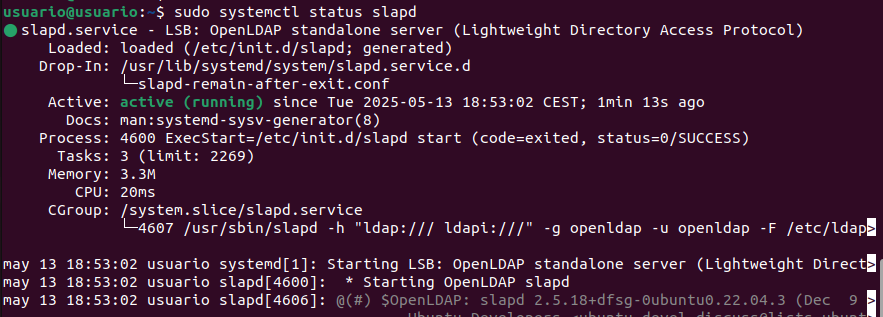 usuario@usuario:~$ sudo systemctl status slapd
● slapd.service - LSB: OpenLDAP standalone server (Lightweight Directory Access Protocol)
Loaded: loaded (/etc/init.d/slapd; generated)
Drop-In: /usr/lib/systemd/system/slapd.service.d
└─slapd-remain-after-exit.conf
Active: active (running) since Tue 2025-05-13 18:53:02 CEST; 1min 13s ago
Docs: man:systemd-sysv-generator(8)
Process: 4600 ExecStart=/etc/init.d/slapd start (code=exited, status=0/SUCCESS)
Tasks: 3 (limit: 2269)
Memory: 3.3M
CPU: 20ms
CGroup: /system.slice/slapd.service
└─4607 /usr/sbin/slapd -h "ldap:/// ldapi:///" -g openldap -u openldap -F /etc/ldap>
may 13 18:53:02 usuario systemd[1]: Starting LSB: OpenLDAP standalone server (Lightweight Direct>
may 13 18:53:02 usuario slapd[4600]:  * Starting OpenLDAP slapd
may 13 18:53:02 usuario slapd[4606]: @(#) $OpenLDAP: slapd 2.5.18+dfsg-0ubuntu0.22.04.3 (Dec  9 >
Ubuntu Developers <ubuntu-devel-discuss@lists.ubunt>